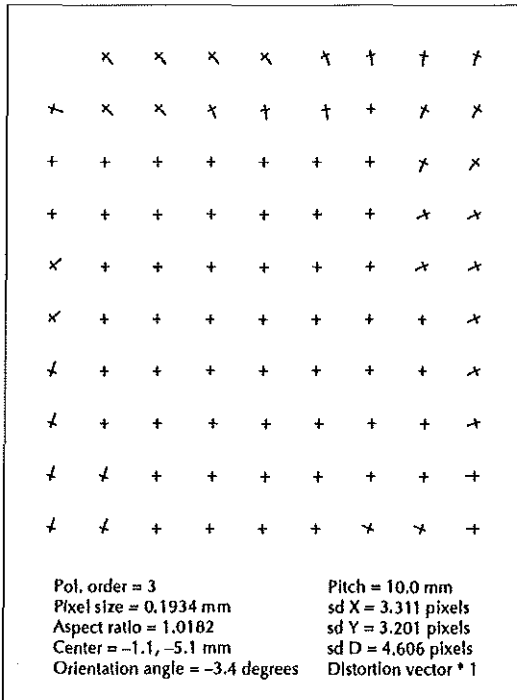 Pol. order = 3
Pixel size = 0.1934 mm
Aspect ratio = 1.0182
Center = –1.1, –5.1 mm
Orientation angle = –3.4 degrees
Pitch = 10.0 mm
sd X = 3.311 pixels
sd Y = 3.201 pixels
sd D = 4.606 pixels
Distortion vector * 1